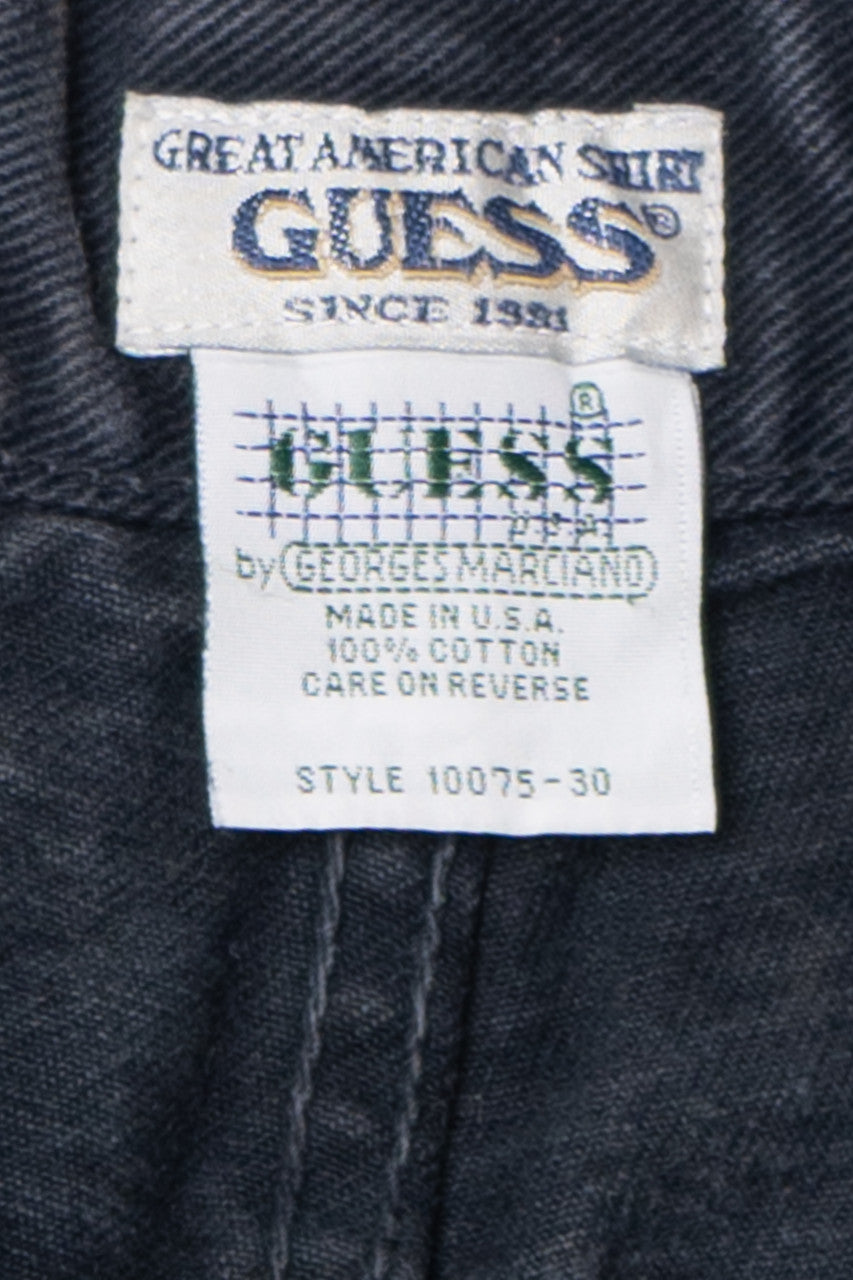 GREAT AMERICAN SHIRT
GUESS®
SINCE 1981
GUESS®
by GEORGES MARCIANO
MADE IN U.S.A.
100% COTTON
CARE ON REVERSE
STYLE 10075-30